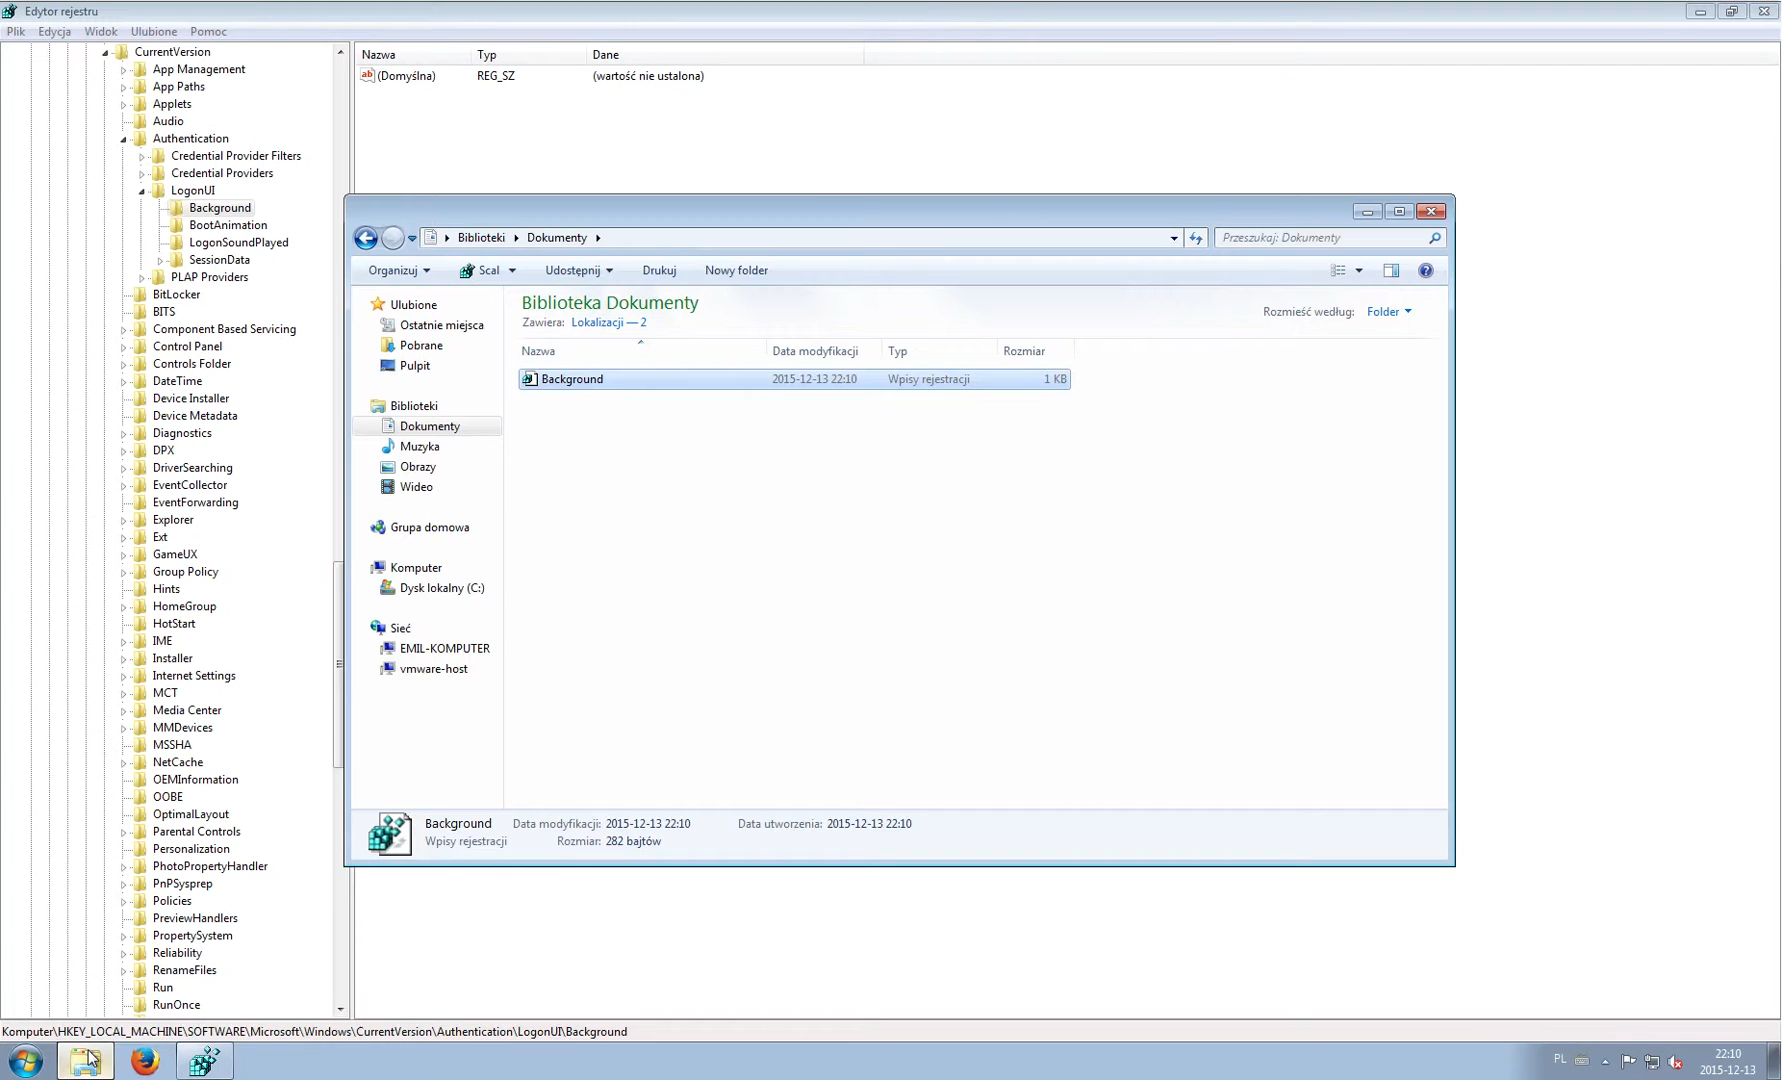 Edytor rejestru
Plik Edycja Widok Ulubione Pomoc
CurrentVersion
App Management
App Paths
Applets
Audio
Authentication
Credential Provider Filters
Credential Providers
LogonUI
Background
BootAnimation
LogonSoundPlayed
SessionData
PLAP Providers
BitLocker
BITS
Component Based Servicing
Control Panel
Controls Folder
DateTime
Device Installer
Device Metadata
Diagnostics
DPX
DriverSearching
EventCollector
EventForwarding
Explorer
Ext
GameUX
Group Policy
Hints
HomeGroup
HotStart
IME
Installer
Internet Settings
MCT
Media Center
MMDevices
MSSHA
NetCache
OEMInformation
OOBE
OptimalLayout
Parental Controls
Personalization
PhotoPropertyHandler
PnPSysprep
Policies
PreviewHandlers
PropertySystem
Reliability
RenameFiles
Run
RunOnce
Nazwa Typ Dane
ab (Domyślna) REG_SZ (wartość nie ustalona)
Biblioteki Dokumenty Przeszukaj: Dokumenty
Organizuj Scal Udostępnij Drukuj Nowy folder
Ulubione
Ostatnie miejsca
Pobrane
Pulpit
Biblioteki
Dokumenty
Muzyka
Obrazy
Wideo
Grupa domowa
Komputer
Dysk lokalny (C:)
Sieć
EMIL-KOMPUTER
vmware-host
Biblioteka Dokumenty
Zawiera: Lokalizacji — 2
Rozmieść według: Folder
Nazwa Data modyfikacji Typ Rozmiar
Background 2015-12-13 22:10 Wpisy rejestracji 1 KB
Background Data modyfikacji: 2015-12-13 22:10 Data utworzenia: 2015-12-13 22:10
Wpisy rejestracji Rozmiar: 282 bajtów
Komputer\HKEY_LOCAL_MACHINE\SOFTWARE\Microsoft\Windows\CurrentVersion\Authentication\LogonUI\Background
PL 22:10
2015-12-13